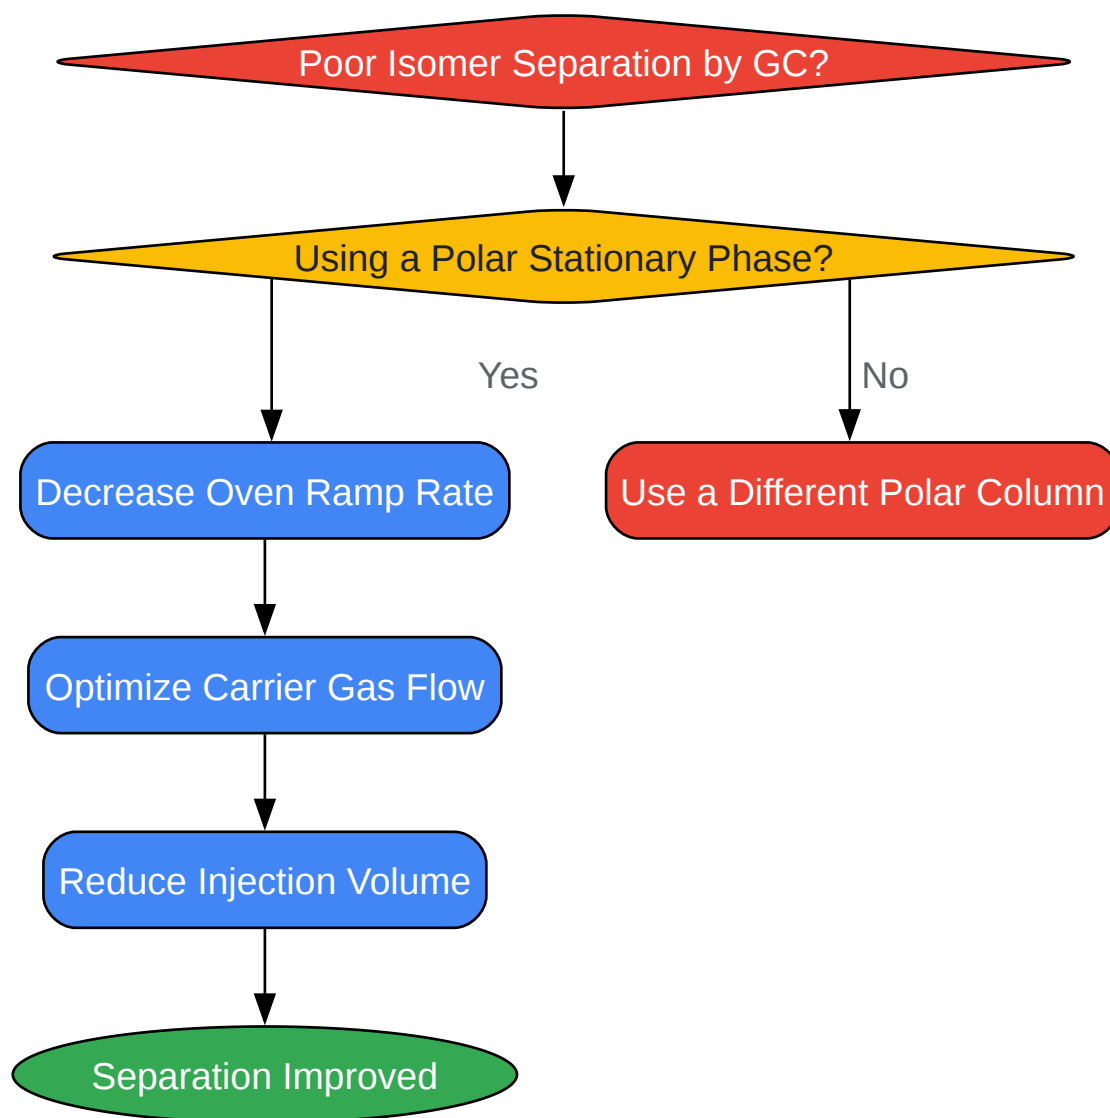 Poor Isomer Separation by GC?
Using a Polar Stationary Phase?
Yes
No
Decrease Oven Ramp Rate
Use a Different Polar Column
Optimize Carrier Gas Flow
Reduce Injection Volume
Separation Improved